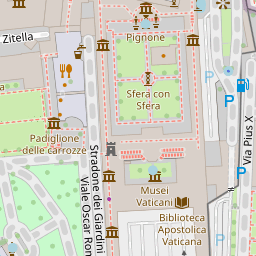 Zitella
Pignone
Sfera con
Sfera
Padiglione
delle carrozze
Stradone dei Giardini
Viale Oscar Rom
Via Pius X
P
P
P
Musei
Vaticani
Biblioteca
Apostolica
Vaticana